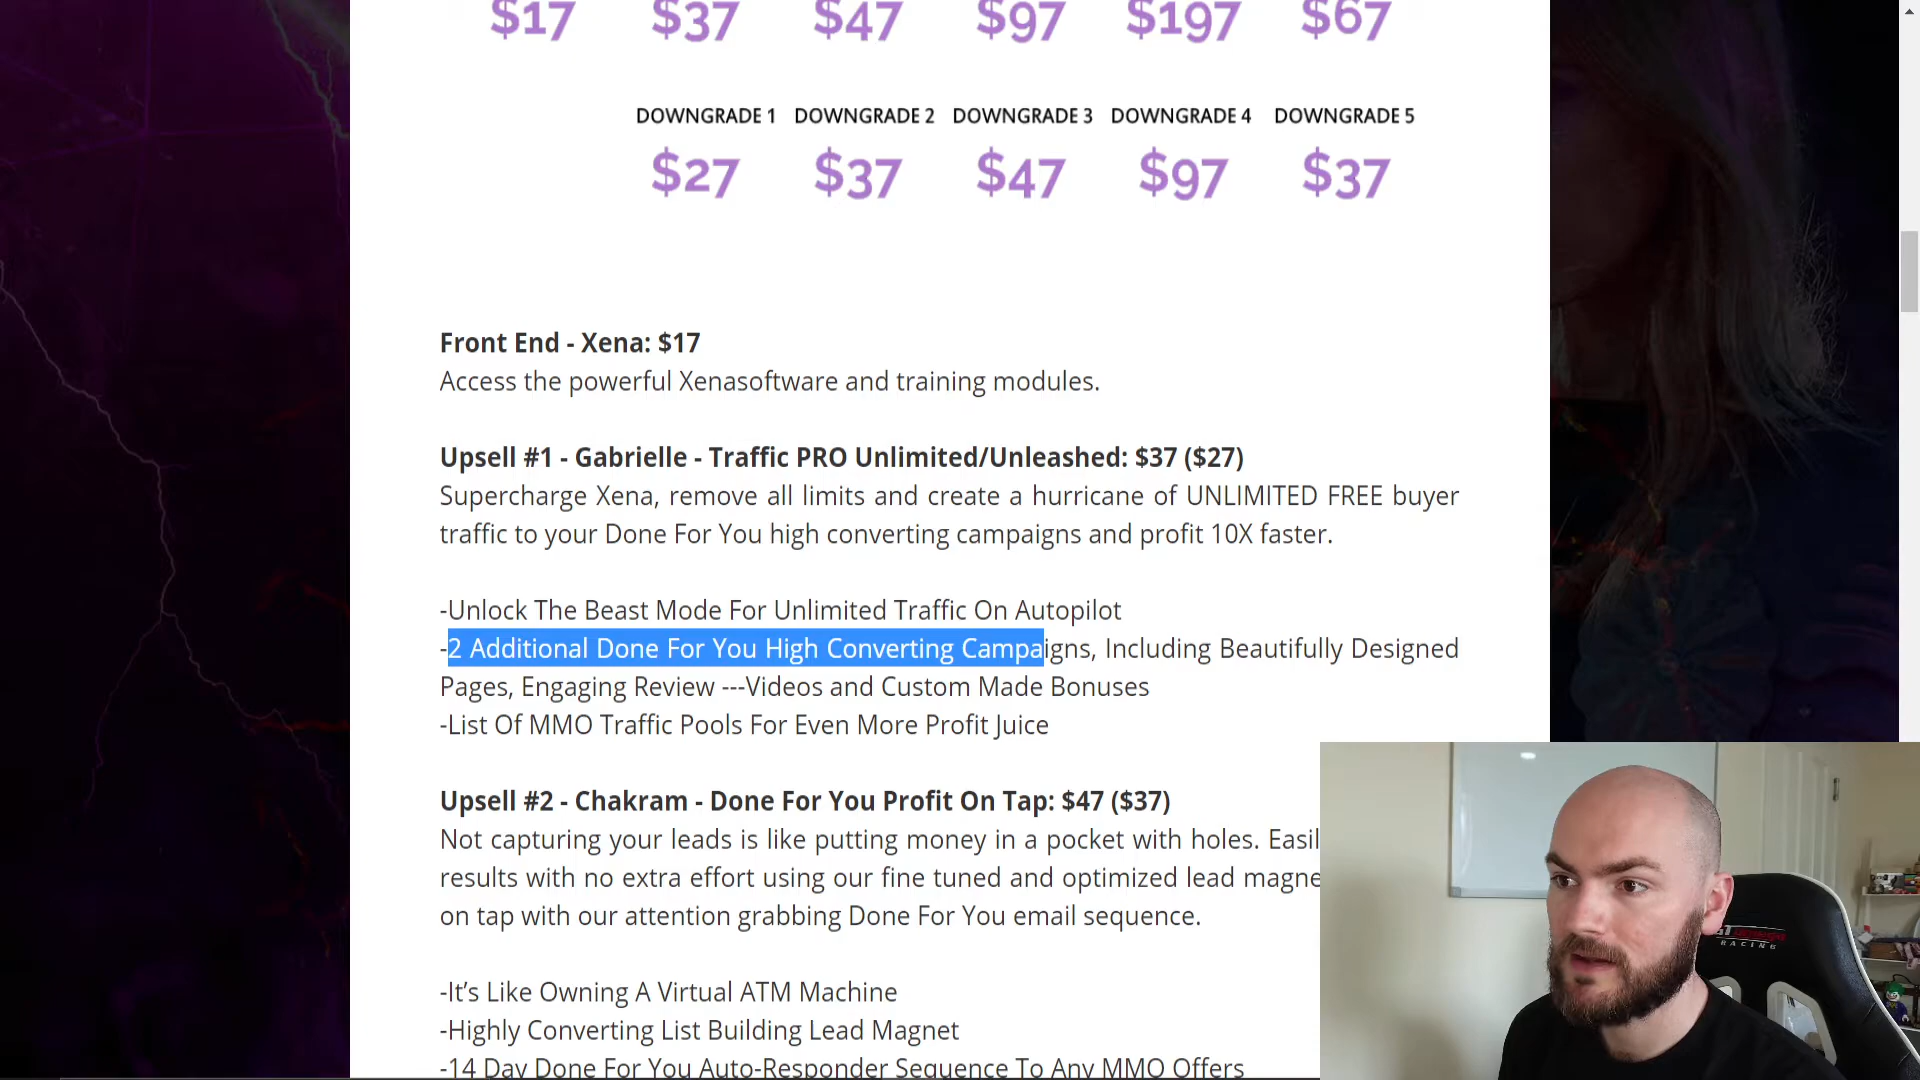 $17 $37 $47 $97 $197 $67
DOWNGRADE 1 DOWNGRADE 2 DOWNGRADE 3 DOWNGRADE 4 DOWNGRADE 5
$27 $37 $47 $97 $37
Front End - Xena: $17
Access the powerful Xenasoftware and training modules.
Upsell #1 - Gabrielle - Traffic PRO Unlimited/Unleashed: $37 ($27)
Supercharge Xena, remove all limits and create a hurricane of UNLIMITED FREE buyer
traffic to your Done For You high converting campaigns and profit 10X faster.
-Unlock The Beast Mode For Unlimited Traffic On Autopilot
-2 Additional Done For You High Converting Campaigns, Including Beautifully Designed
Pages, Engaging Review ---Videos and Custom Made Bonuses
-List Of MMO Traffic Pools For Even More Profit Juice
Upsell #2 - Chakram - Done For You Profit On Tap: $47 ($37)
Not capturing your leads is like putting money in a pocket with holes. Easil
results with no extra effort using our fine tuned and optimized lead magne
on tap with our attention grabbing Done For You email sequence.
-It’s Like Owning A Virtual ATM Machine
-Highly Converting List Building Lead Magnet
-14 Day Done For You Auto-Responder Sequence To Any MMO Offers
RACING